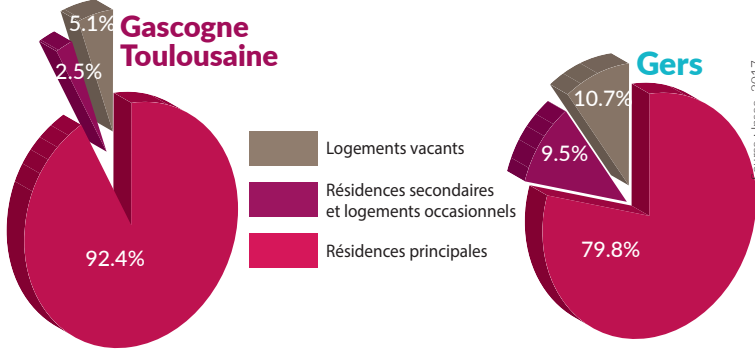 Gascogne
Toulousaine
5.1%
2.5%
92.4%
Logements vacants
Résidences secondaires
et logements occasionnels
Résidences principales
Gers
10.7%
9.5%
79.8%
2017